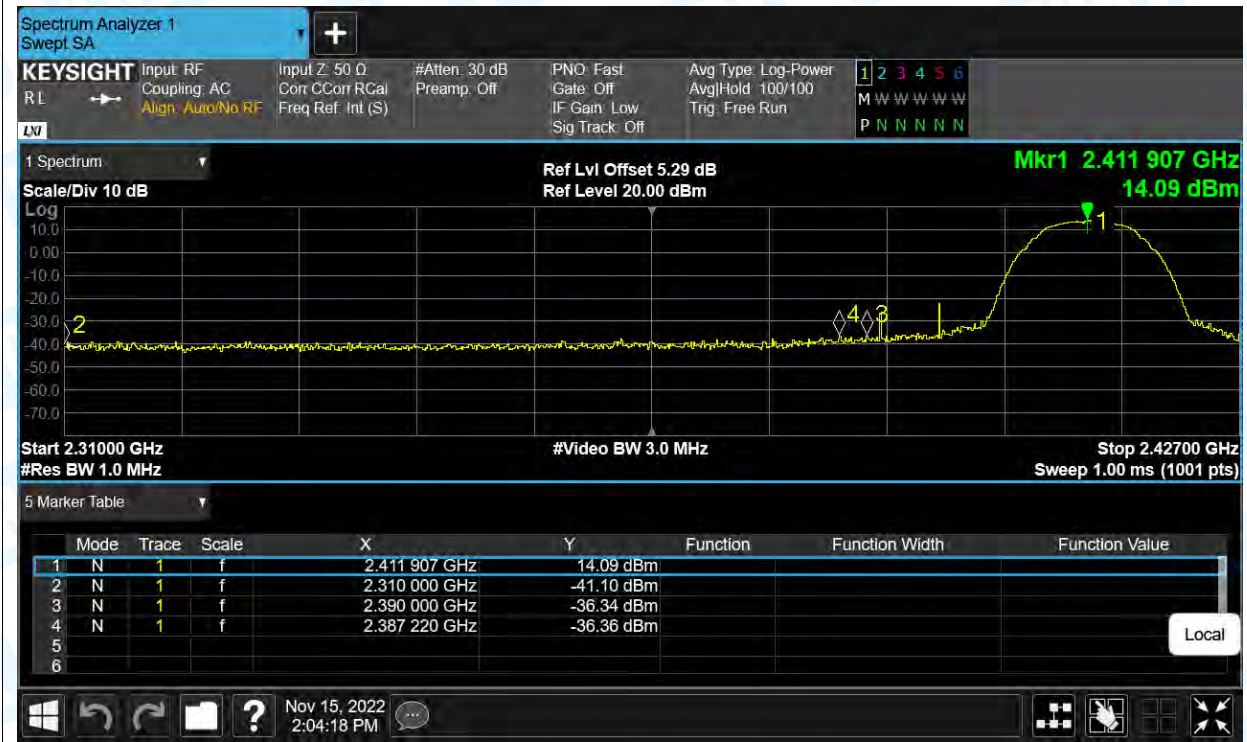 Spectrum Analyzer 1
Swept SA
+
KEYSIGHT
R L
LXI
Input: RF
Coupling: AC
Align: Auto/No RF
Input Z: 50 Ω
Corr CCorr RCal
Freq Ref: Int (S)
#Atten: 30 dB
Preamp: Off
PNO: Fast
Gate: Off
IF Gain: Low
Sig Track: Off
Avg Type: Log-Power
Avg|Hold: 100/100
Trig: Free Run
1 2 3 4 5 6
M W W W W W
P N N N N N
1 Spectrum
Scale/Div 10 dB
Ref Lvl Offset 5.29 dB
Ref Level 20.00 dBm
Mkr1 2.411 907 GHz
14.09 dBm
Log
10.0
0.00
-10.0
-20.0
-30.0
-40.0
-50.0
-60.0
-70.0
2
4
3
1
Start 2.31000 GHz
#Res BW 1.0 MHz
#Video BW 3.0 MHz
Stop 2.42700 GHz
Sweep 1.00 ms (1001 pts)
5 Marker Table
Mode Trace Scale X Y Function Function Width Function Value
1 N 1 f 2.411 907 GHz 14.09 dBm
2 N 1 f 2.310 000 GHz -41.10 dBm
3 N 1 f 2.390 000 GHz -36.34 dBm
4 N 1 f 2.387 220 GHz -36.36 dBm
5
6
Local
?
Nov 15, 2022
2:04:18 PM